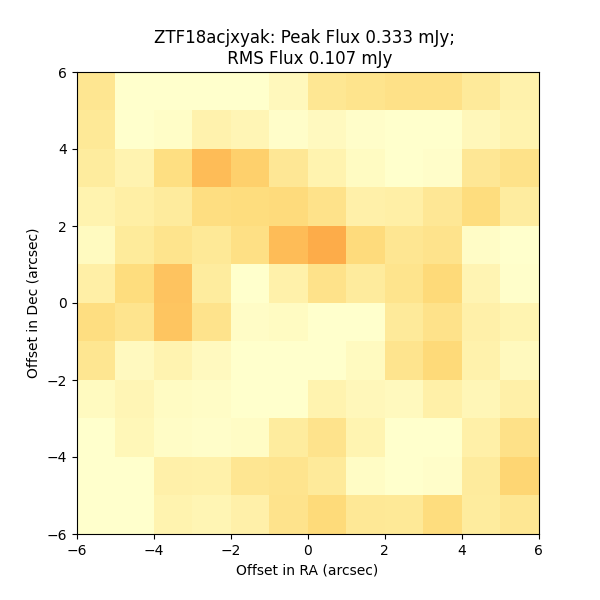 ZTF18acjxyak: Peak Flux 0.333 mJy;
RMS Flux 0.107 mJy
6
4
2
0
−2
−4
−6
Offset in Dec (arcsec)
−6 −4 −2 0 2 4 6
Offset in RA (arcsec)